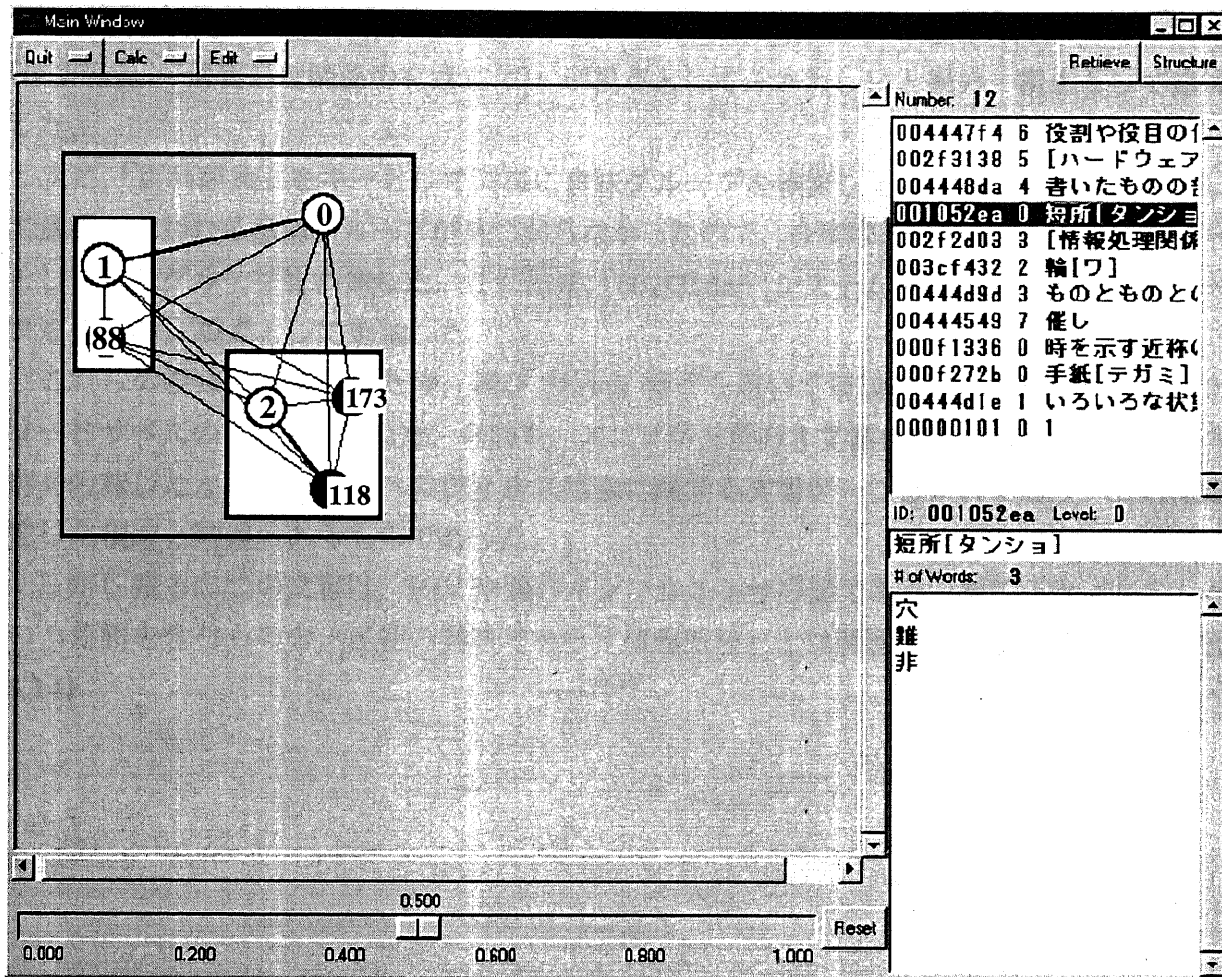 Main Window
Quit Calc Edit Retrieve Structure
Number: 12
004447f4 6 役割や役目の
002f3138 5 [ハードウェア
004448da 4 書いたものの
001052ea 0 短所[タンショ
002f2d03 3 [情報処理関係
003cf432 2 輪[ワ]
00444d9d 3 ものとものと
00444549 7 催し
000f1336 0 時を示す近称
000f272b 0 手紙[テガミ]
00444d1e 1 いろいろな状
00000101 0 1
ID: 001052ea Level: 0
短所[タンショ]
# of Words: 3
穴
難
非
0
1
88
2
173
118
0.500
Reset
0.000 0.200 0.400 0.600 0.800 1.000